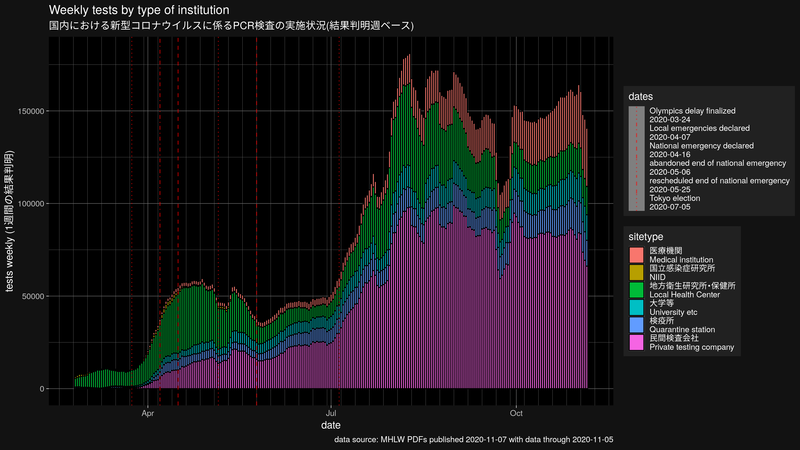 Weekly tests by type of institution
国内における新型コロナウイルスに係るPCR検査の実施状況(結果判明週ベース)
tests weekly (1週間の結果判明)
150000
100000
50000
0
Apr
Jul
Oct
date
data source: MHLW PDFs published 2020-11-07 with data through 2020-11-05
dates
Olympics delay finalized
2020-03-24
Local emergencies declared
2020-04-07
National emergency declared
2020-04-16
abandoned end of national emergency
2020-05-06
rescheduled end of national emergency
2020-05-25
Tokyo election
2020-07-05
sitetype
医療機関
Medical institution
国立感染症研究所
NIID
地方衛生研究所・保健所
Local Health Center
大学等
University etc
検疫所
Quarantine station
民間検査会社
Private testing company